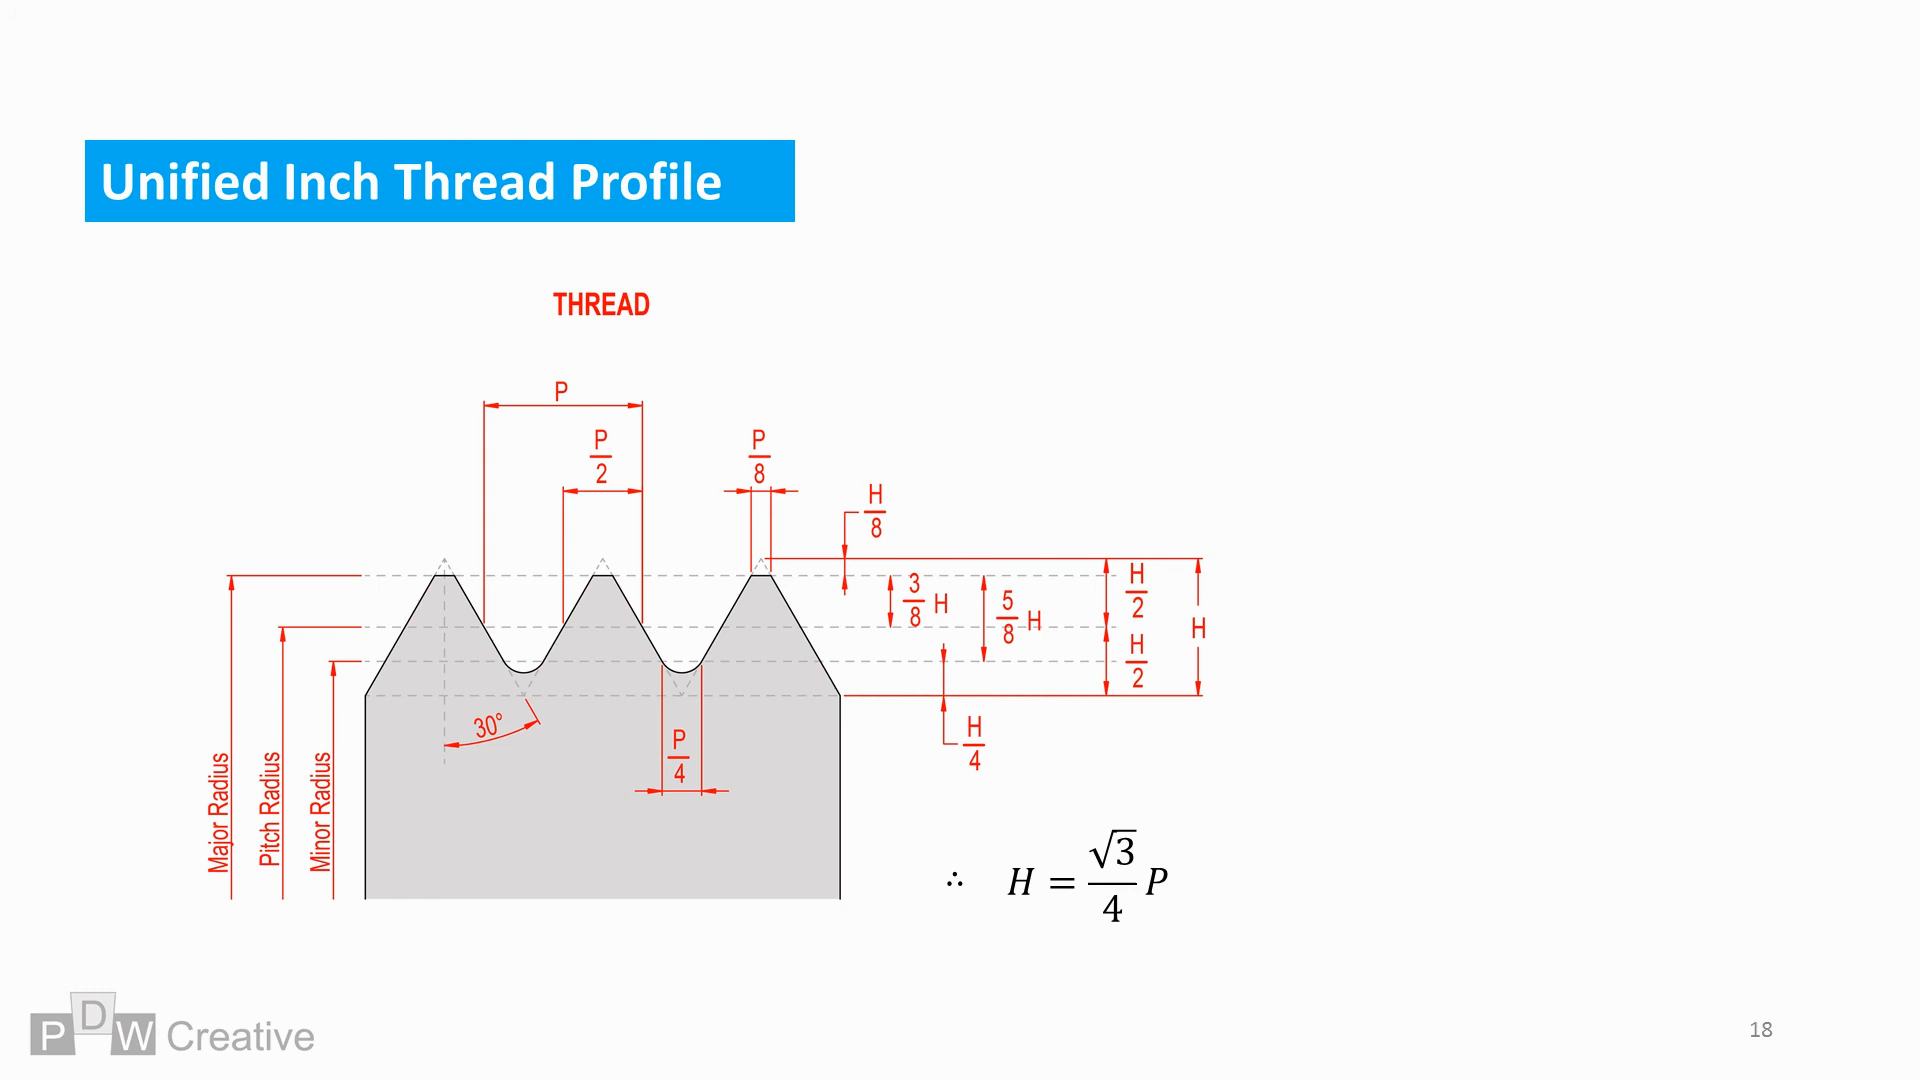 Unified Inch Thread Profile
THREAD
P
P
2
P
8
H
8
3
8
H
5
8
H
H
2
H
2
H
H
4
30°
P
4
Major Radius
Pitch Radius
Minor Radius
∴ H = √3/4 P
PDW Creative
18